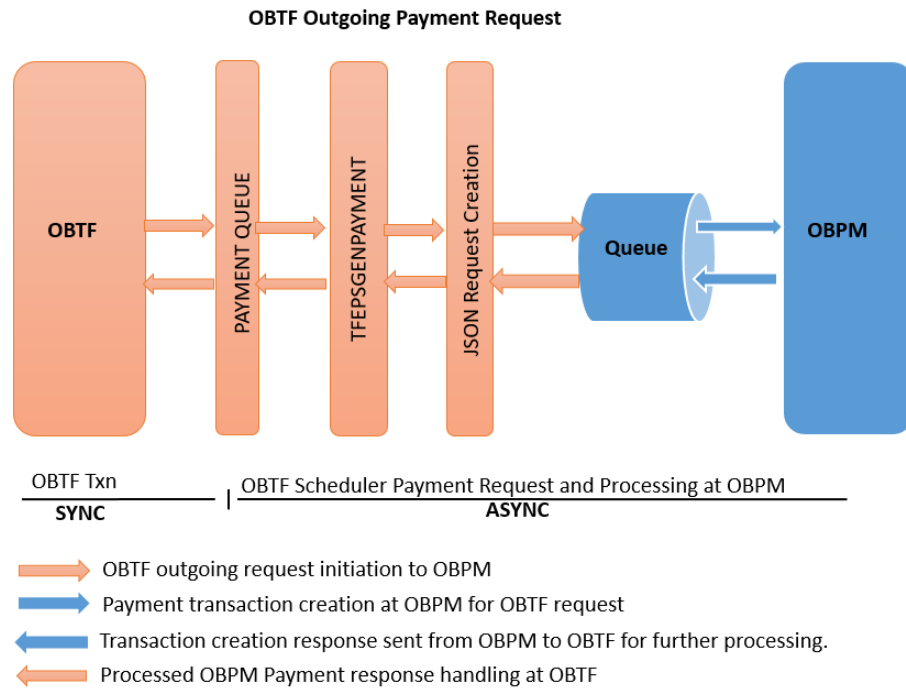 OBTF Outgoing Payment Request
OBTF
PAYMENT QUEUE
TFEPSGENPAYMENT
JSON Request Creation
Queue
OBPM
OBTF Txn
SYNC
OBTF Scheduler Payment Request and Processing at OBPM
ASYNC
OBTF outgoing request initiation to OBPM
Payment transaction creation at OBPM for OBTF request
Transaction creation response sent from OBPM to OBTF for further processing.
Processed OBPM Payment response handling at OBTF